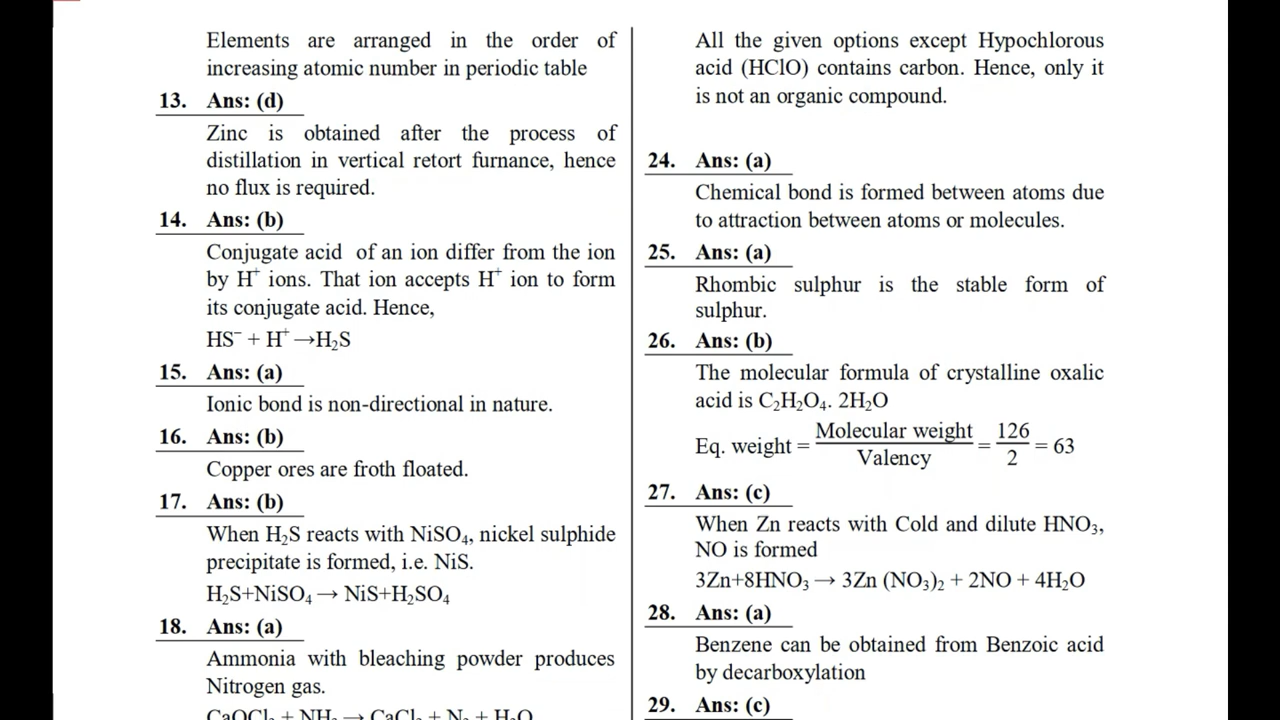 Elements are arranged in the order of
increasing atomic number in periodic table
13. Ans: (d)
Zinc is obtained after the process of
distillation in vertical retort furnance, hence
no flux is required.
14. Ans: (b)
Conjugate acid of an ion differ from the ion
by H⁺ ions. That ion accepts H⁺ ion to form
its conjugate acid. Hence,
HS⁻ + H⁺ →H₂S
15. Ans: (a)
Ionic bond is non-directional in nature.
16. Ans: (b)
Copper ores are froth floated.
17. Ans: (b)
When H₂S reacts with NiSO₄, nickel sulphide
precipitate is formed, i.e. NiS.
H₂S+NiSO₄ → NiS+H₂SO₄
18. Ans: (a)
Ammonia with bleaching powder produces
Nitrogen gas.
CaOCl₂ + NH₃ → CaCl₂ + N₂ + H₂O
All the given options except Hypochlorous
acid (HClO) contains carbon. Hence, only it
is not an organic compound.
24. Ans: (a)
Chemical bond is formed between atoms due
to attraction between atoms or molecules.
25. Ans: (a)
Rhombic sulphur is the stable form of
sulphur.
26. Ans: (b)
The molecular formula of crystalline oxalic
acid is C₂H₂O₄. 2H₂O
Eq. weight = Molecular weight / Valency = 126 / 2 = 63
27. Ans: (c)
When Zn reacts with Cold and dilute HNO₃,
NO is formed
3Zn+8HNO₃ → 3Zn (NO₃)₂ + 2NO + 4H₂O
28. Ans: (a)
Benzene can be obtained from Benzoic acid
by decarboxylation
29. Ans: (c)